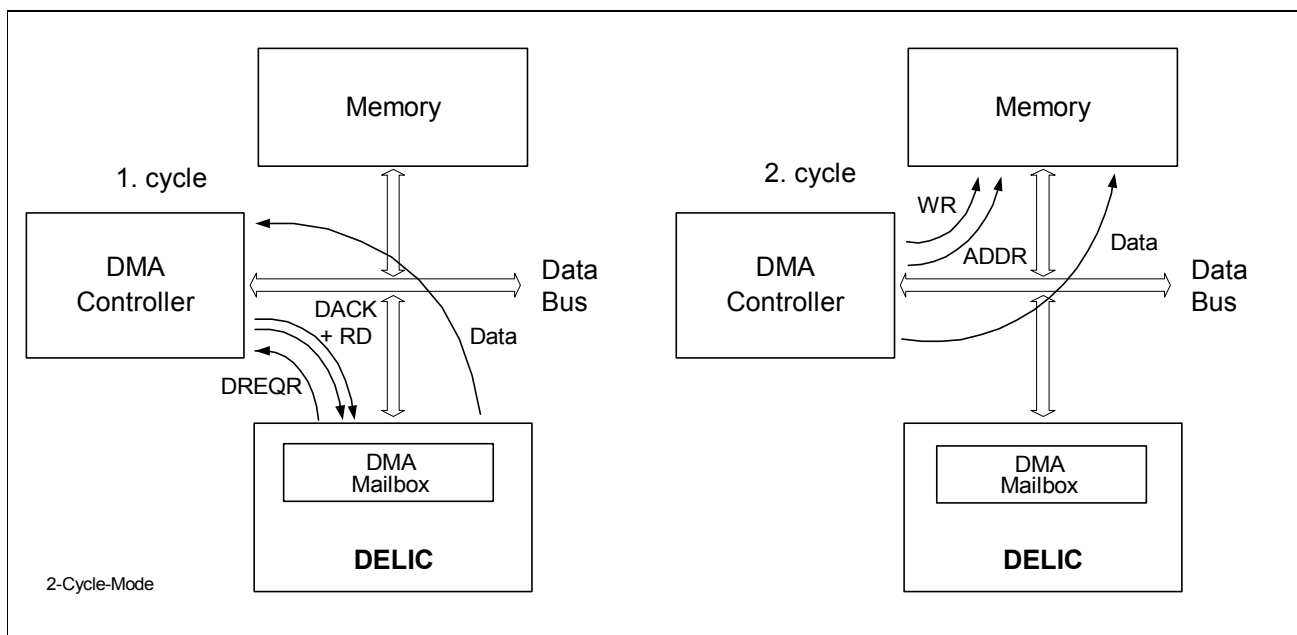 Memory
1. cycle
DMA
Controller
Data
Bus
DACK
+ RD
Data
DREQR
DMA
Mailbox
DELIC
2-Cycle-Mode
Memory
2. cycle
WR
ADDR
Data
DMA
Controller
Data
Bus
DMA
Mailbox
DELIC